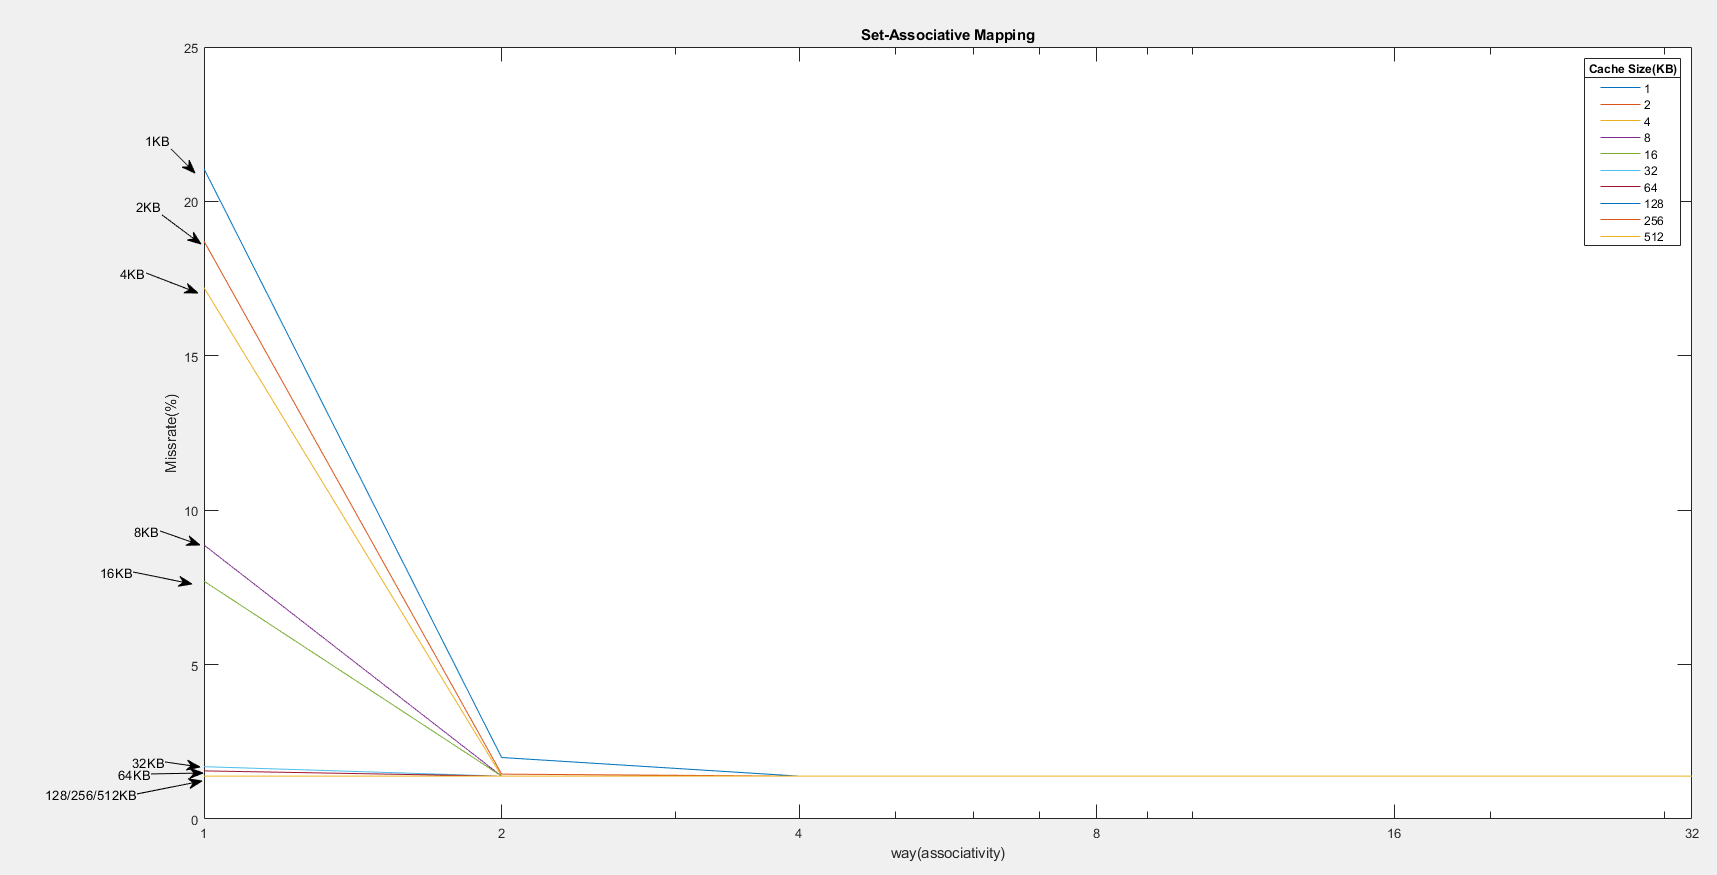 Set-Associative Mapping
25
20
15
10
5
0
Missrate(%)
1KB
2KB
4KB
8KB
16KB
32KB
64KB
128/256/512KB
Cache Size(KB)
1
2
4
8
16
32
64
128
256
512
1 2 4 8 16 32
way(associativity)